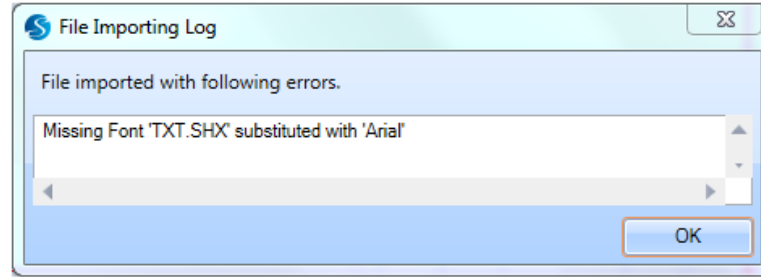 File Importing Log
File imported with following errors.
Missing Font 'TXT.SHX' substituted with 'Arial'
OK